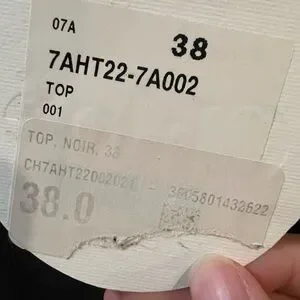 07A
38
7AHT22-7A002
TOP
001
TOP, NOIR, 38
38.0